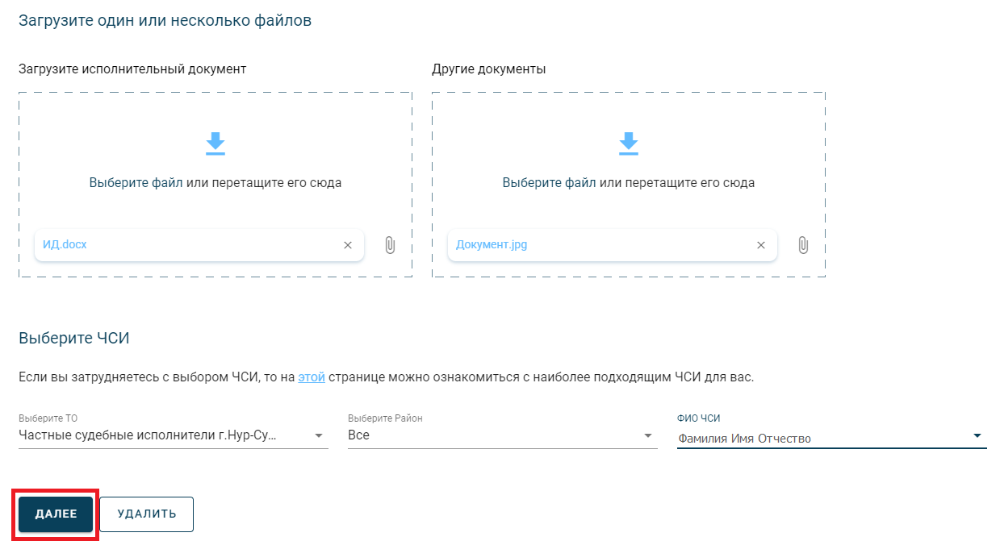 Загрузите один или несколько файлов
Загрузите исполнительный документ
Другие документы
Выберите файл или перетащите его сюда
Выберите файл или перетащите его сюда
ИД.docx
Документ.jpg
Выберите ЧСИ
Если вы затрудняетесь с выбором ЧСИ, то на этой странице можно ознакомиться с наиболее подходящим ЧСИ для вас.
Выберите ТО
Выберите Район
ФИО ЧСИ
Частные судебные исполнители г.Нур-Су...
Все
Фамилия Имя Отчество
ДАЛЕЕ
УДАЛИТЬ